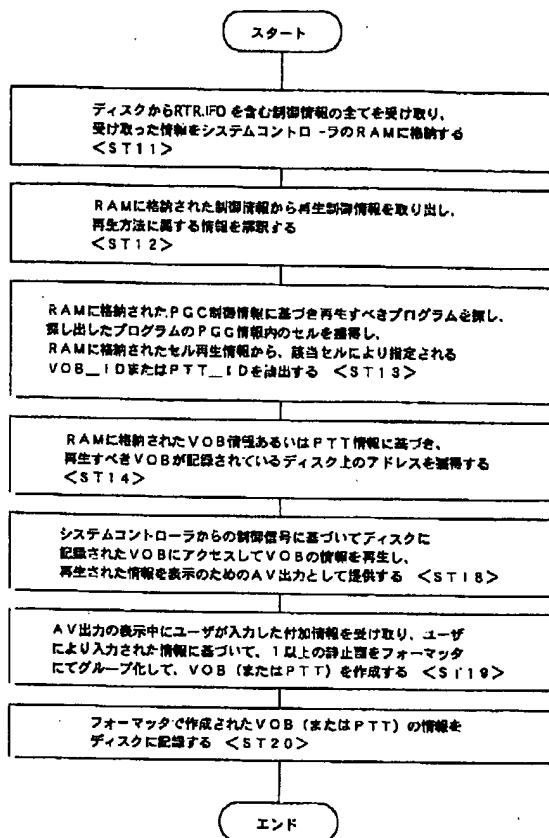 スタート
ディスクからRTR.IFOを含む制御情報の全てを受け取り、
受け取った情報をシステムコントローラのRAMに格納する
<ST11>
RAMに格納された制御情報から再生制御情報を取り出し、
再生方法に関する情報を解釈する
<ST12>
RAMに格納されたPGC制御情報に基づき再生すべきプログラムを探し、
探し出したプログラムのPGC情報内のセルを獲得し、
RAMに格納されたセル再生情報から、該当セルにより指定される
VOB_IDまたはPTT_IDを抽出する <ST13>
RAMに格納されたVOB情報あるいはPTT情報に基づき、
再生すべきVOBが記録されているディスク上のアドレスを獲得する
<ST14>
システムコントローラからの制御信号に基づいてディスクに
記録されたVOBにアクセスしてVOBの情報を再生し、
再生された情報を表示のためのAV出力として提供する <ST18>
AV出力の表示中にユーザが入力した付加情報を受け取り、ユーザ
により入力された情報に基づいて、1以上の静止画をフォーマッタ
にてグループ化して、VOB(またはPTT)を作成する <ST19>
フォーマッタで作成されたVOB(またはPTT)の情報を
ディスクに記録する <ST20>
エンド